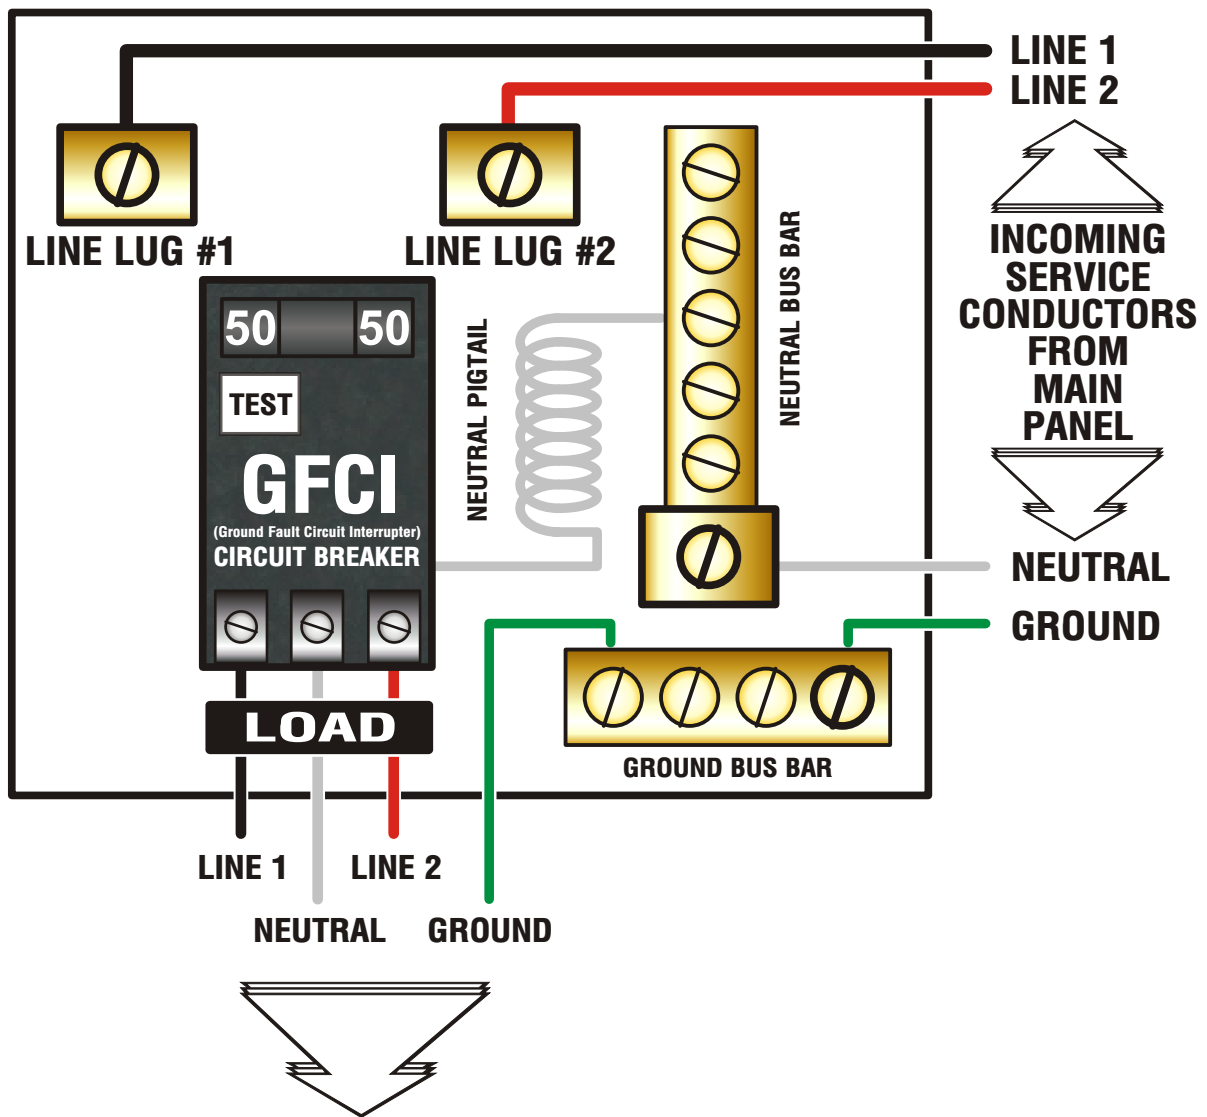 LINE 1
LINE 2
LINE LUG #1
LINE LUG #2
INCOMING
SERVICE
CONDUCTORS
FROM
MAIN
PANEL
NEUTRAL BUS BAR
NEUTRAL PIGTAIL
50 50
TEST
GFCI
(Ground Fault Circuit Interrupter)
CIRCUIT BREAKER
NEUTRAL
GROUND
LOAD
GROUND BUS BAR
LINE 1 LINE 2
NEUTRAL GROUND